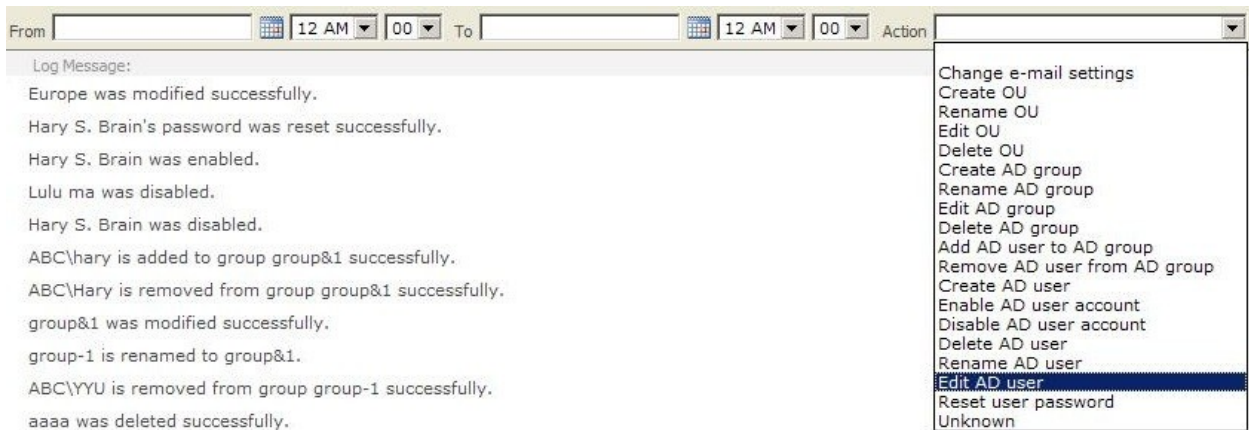 From 12 AM 00 To 12 AM 00 Action
Log Message:
Europe was modified successfully.
Hary S. Brain's password was reset successfully.
Hary S. Brain was enabled.
Lulu ma was disabled.
Hary S. Brain was disabled.
ABC\hary is added to group group&1 successfully.
ABC\Hary is removed from group group&1 successfully.
group&1 was modified successfully.
group-1 is renamed to group&1.
ABC\YYU is removed from group group-1 successfully.
aaaa was deleted successfully.
Change e-mail settings
Create OU
Rename OU
Edit OU
Delete OU
Create AD group
Rename AD group
Edit AD group
Delete AD group
Add AD user to AD group
Remove AD user from AD group
Create AD user
Enable AD user account
Disable AD user account
Delete AD user
Rename AD user
Edit AD user
Reset user password
Unknown